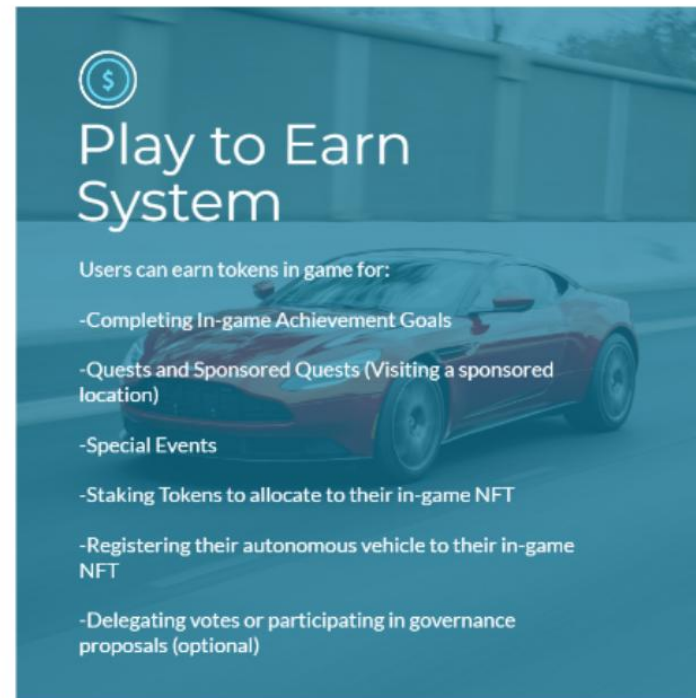 $
Play to Earn
System
Users can earn tokens in game for:
-Completing In-game Achievement Goals
-Quests and Sponsored Quests (Visiting a sponsored
location)
-Special Events
-Staking Tokens to allocate to their in-game NFT
-Registering their autonomous vehicle to their in-game
NFT
-Delegating votes or participating in governance
proposals (optional)